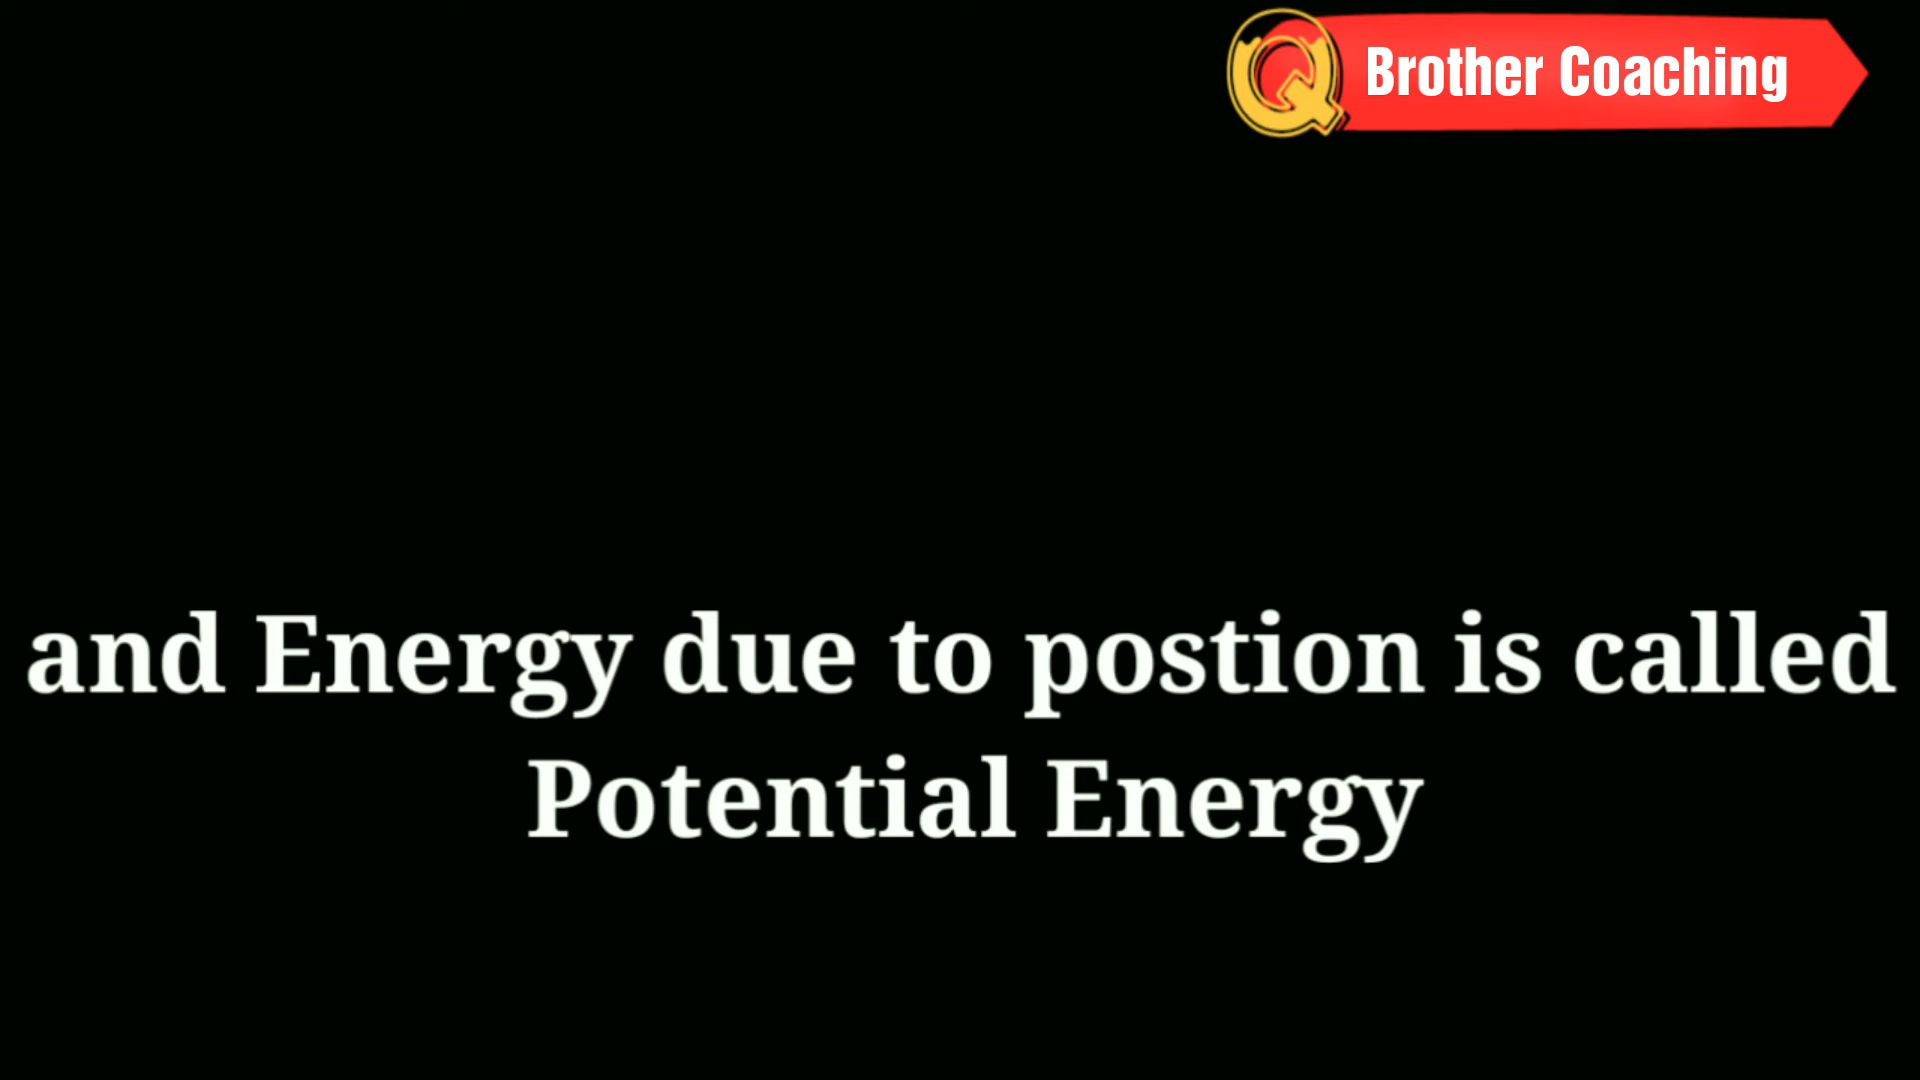 Q Brother Coaching
and Energy due to postion is called
Potential Energy